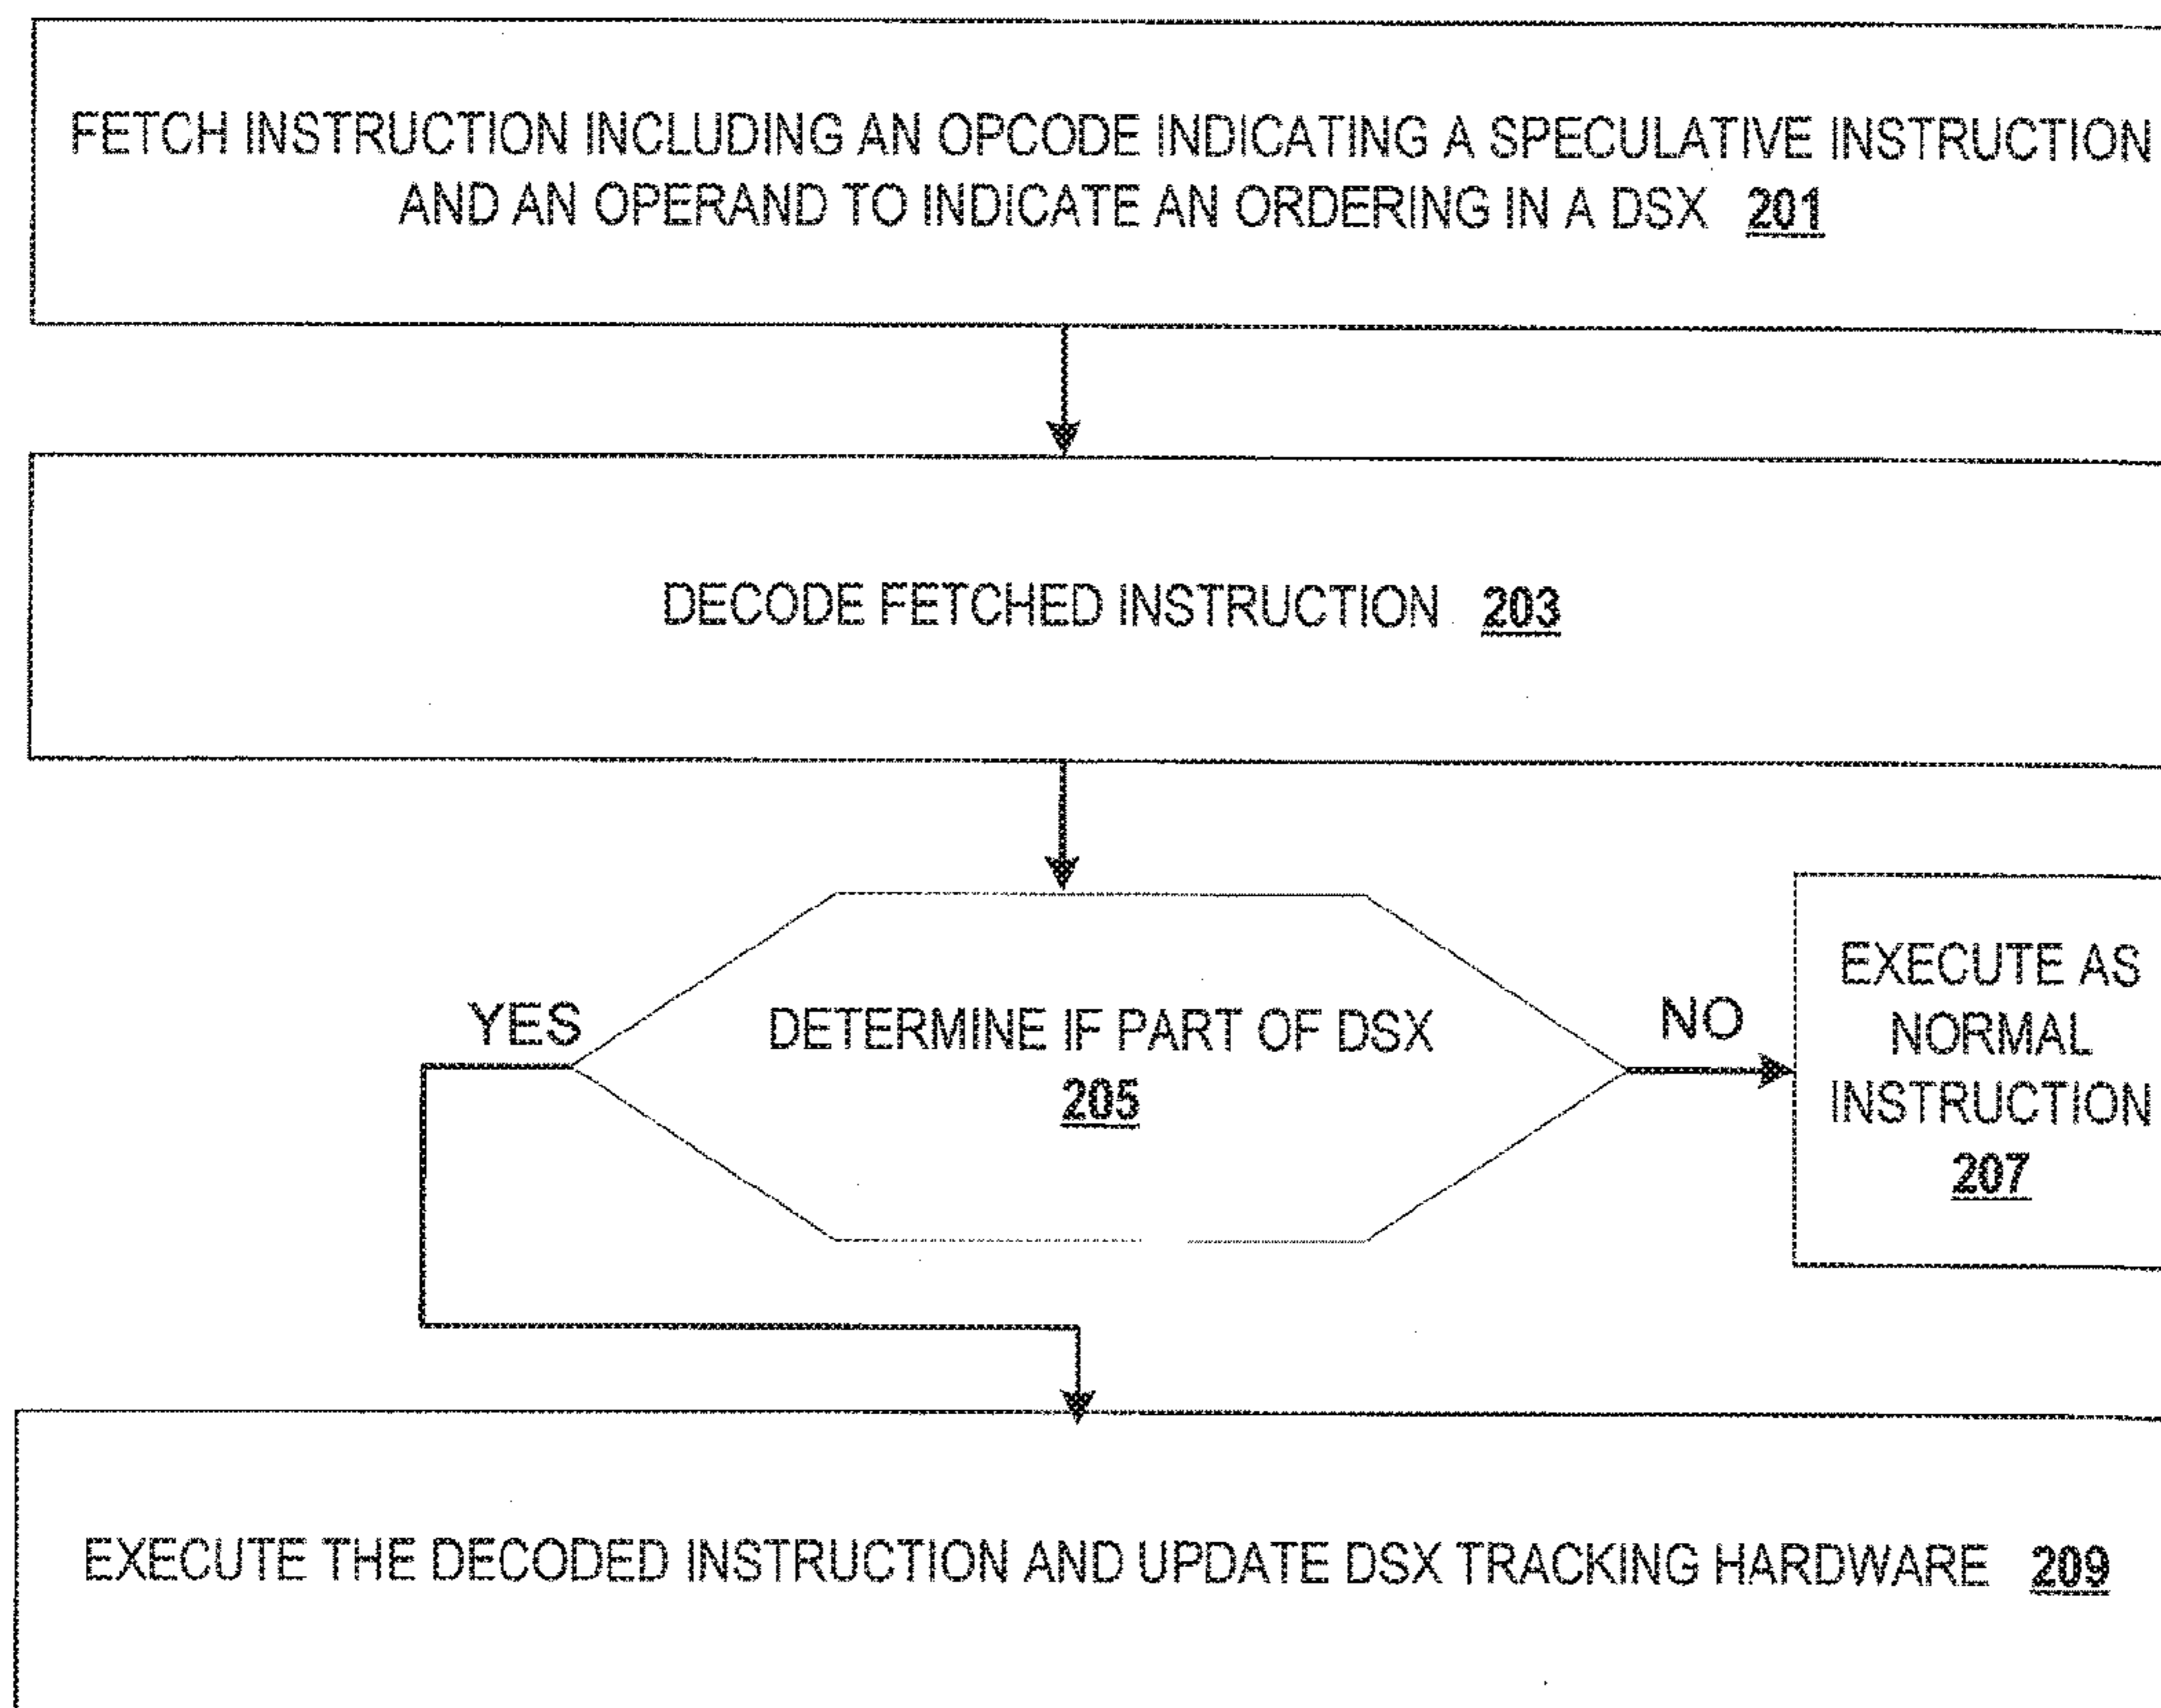 FETCH INSTRUCTION INCLUDING AN OPCODE INDICATING A SPECULATIVE INSTRUCTION
AND AN OPERAND TO INDICATE AN ORDERING IN A DSX 201
DECODE FETCHED INSTRUCTION 203
YES
DETERMINE IF PART OF DSX
205
NO
EXECUTE AS
NORMAL
INSTRUCTION
207
EXECUTE THE DECODED INSTRUCTION AND UPDATE DSX TRACKING HARDWARE 209